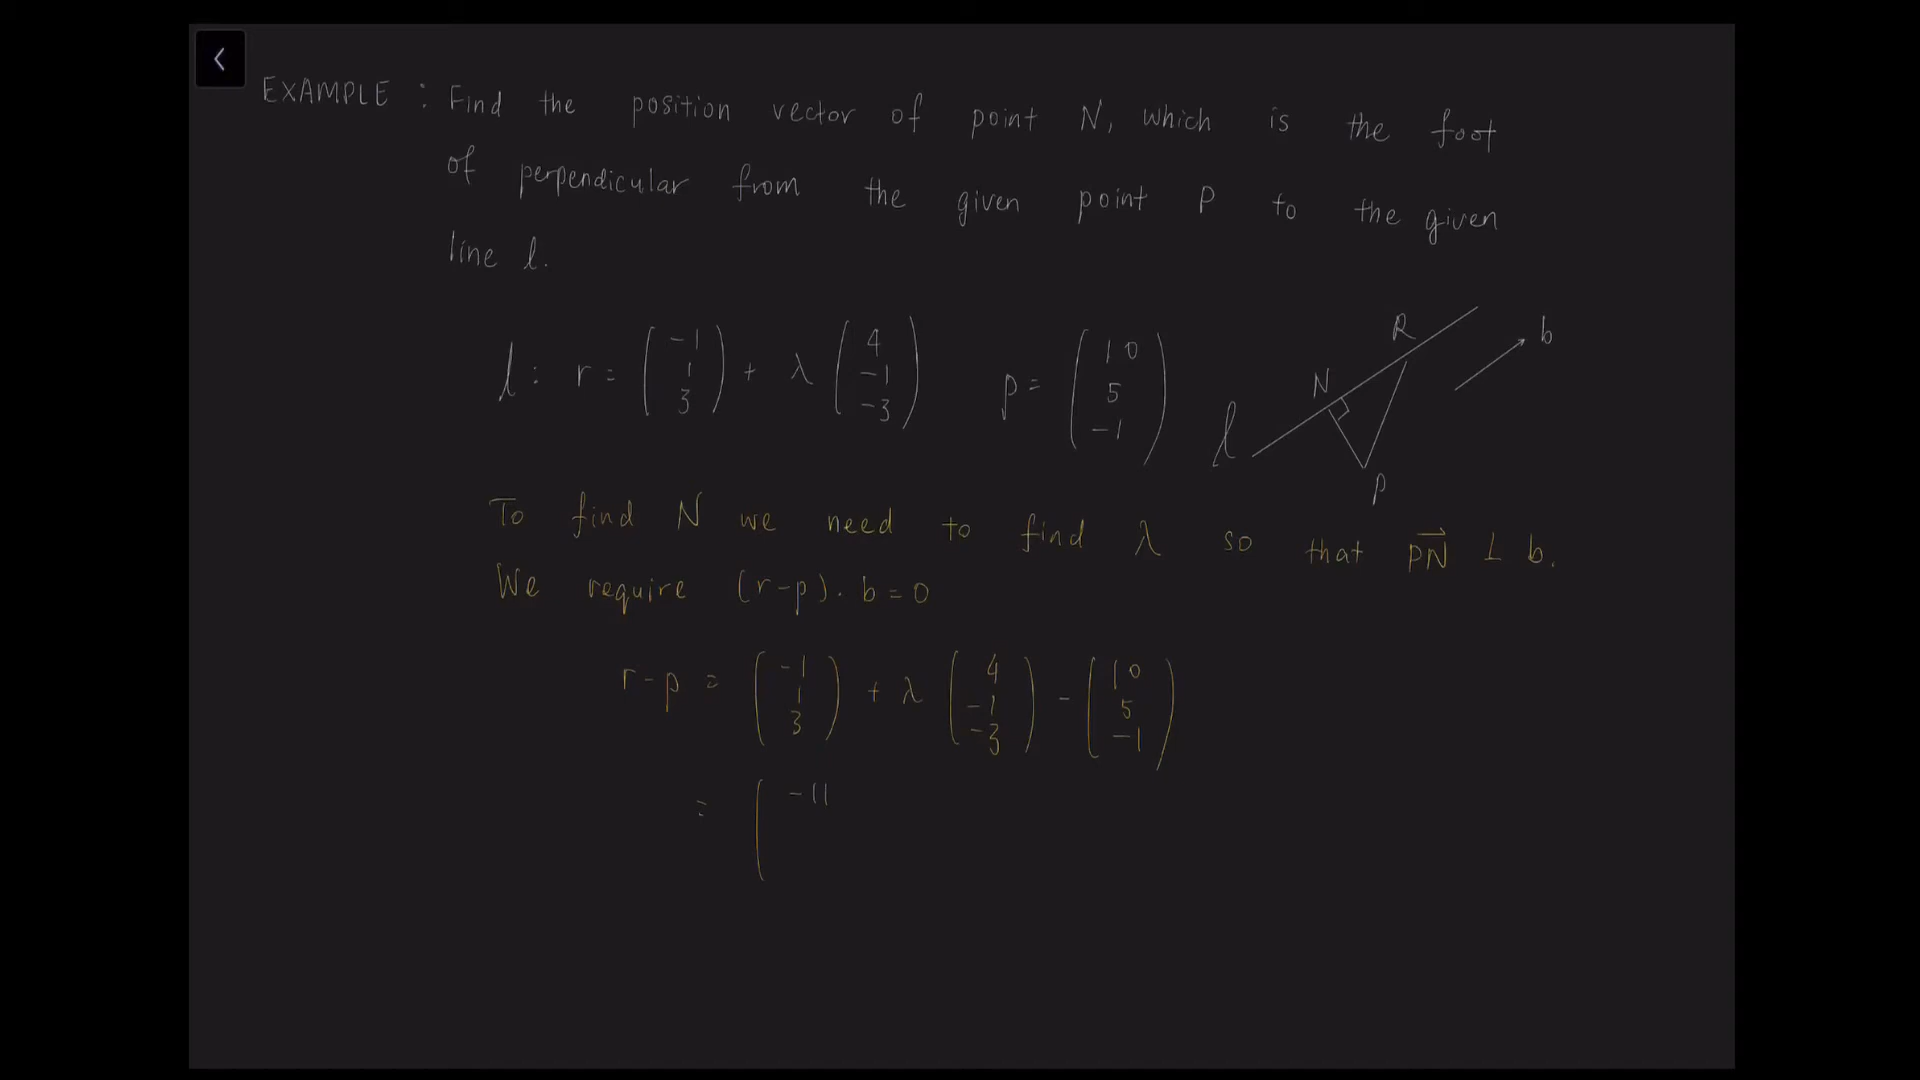 EXAMPLE : Find the position vector of point N, which is the foot
of perpendicular from the given point P to the given
line l.
l: r = (-1 1 3) + λ (4 -1 -3) p = (10 5 -1)
R b
N
l
P
To find N we need to find λ so that PN⃗ ⊥ b.
We require (r-p). b = 0
r-p = (-1 1 3) + λ (4 -1 -3) - (10 5 -1)
= ( -11